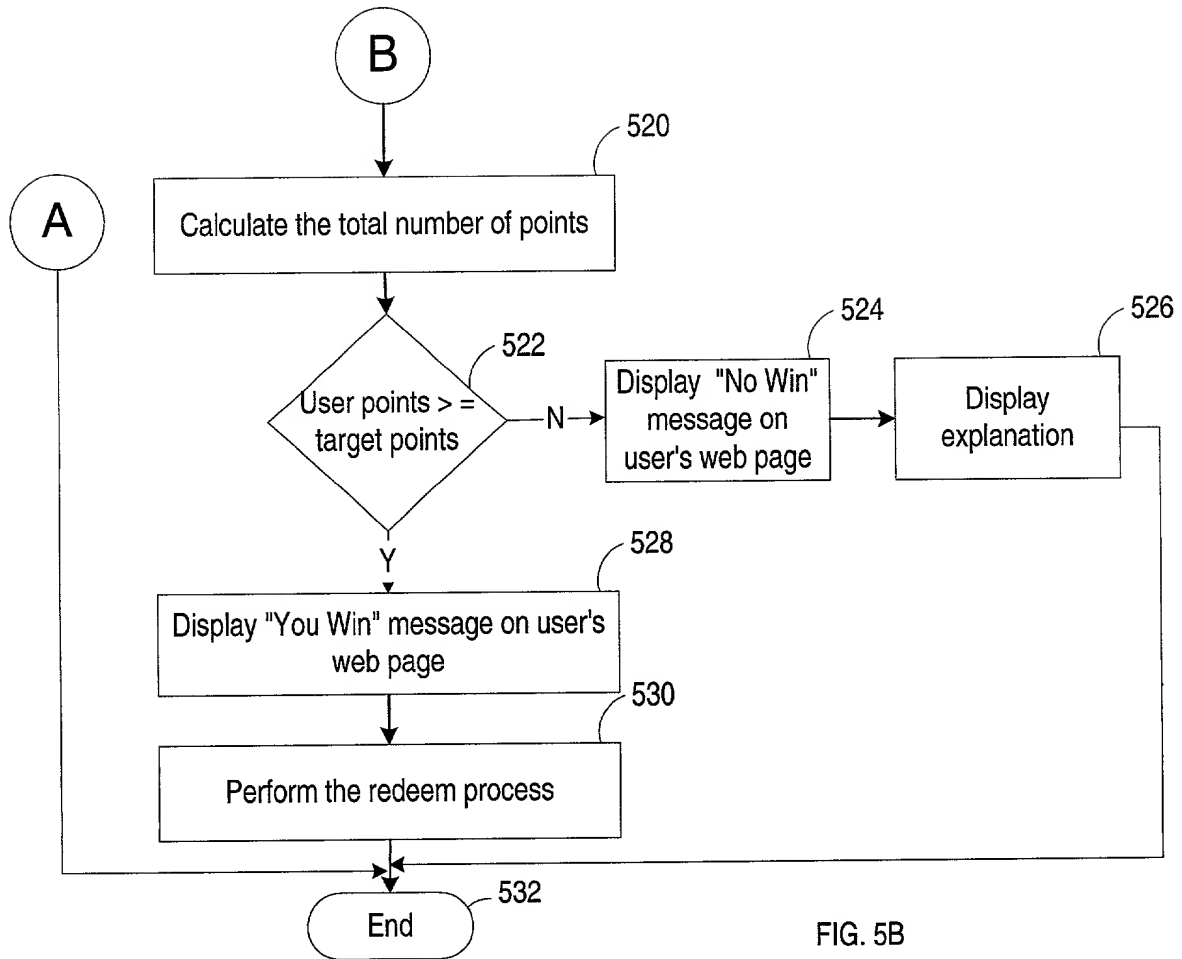 B
520
A
Calculate the total number of points
522
User points > =
target points
N
524
Display "No Win"
message on
user's web page
526
Display
explanation
Y
528
Display "You Win" message on user's
web page
530
Perform the redeem process
532
End
FIG. 5B